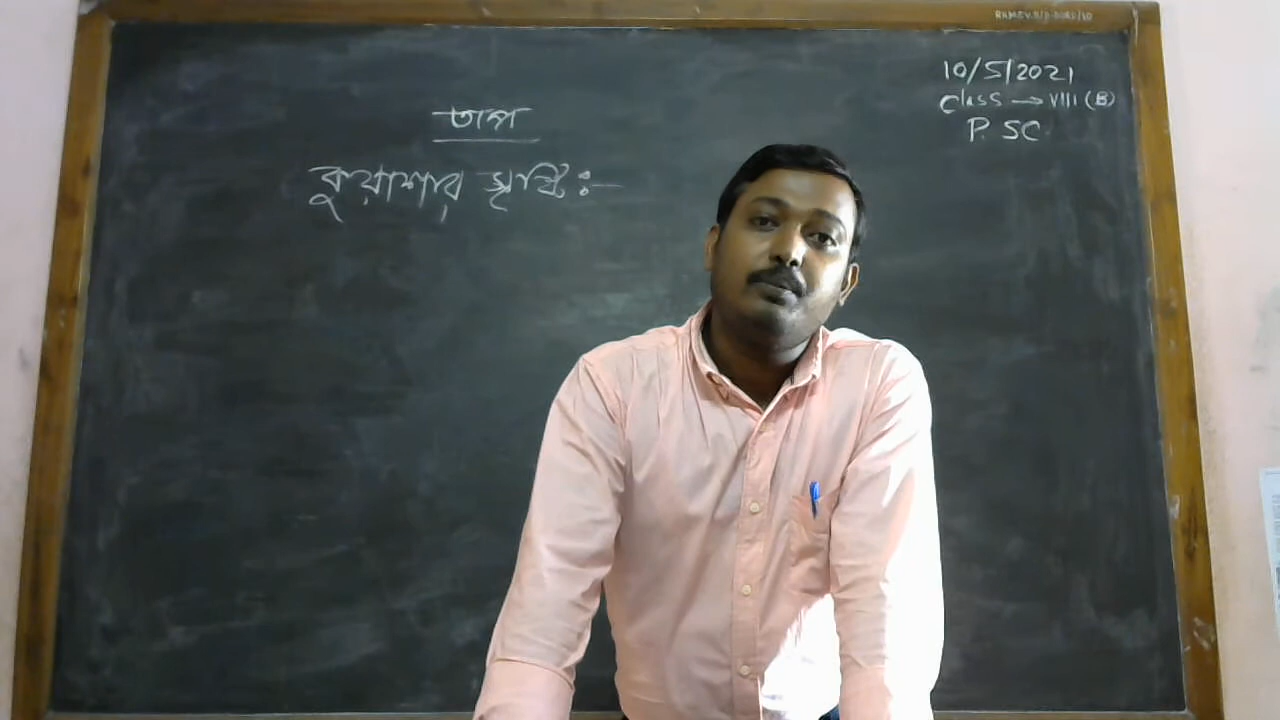 তাপ
কুয়াশার সৃষ্টিঃ-
10/5/2021
Class → VIII (B)
P. SC